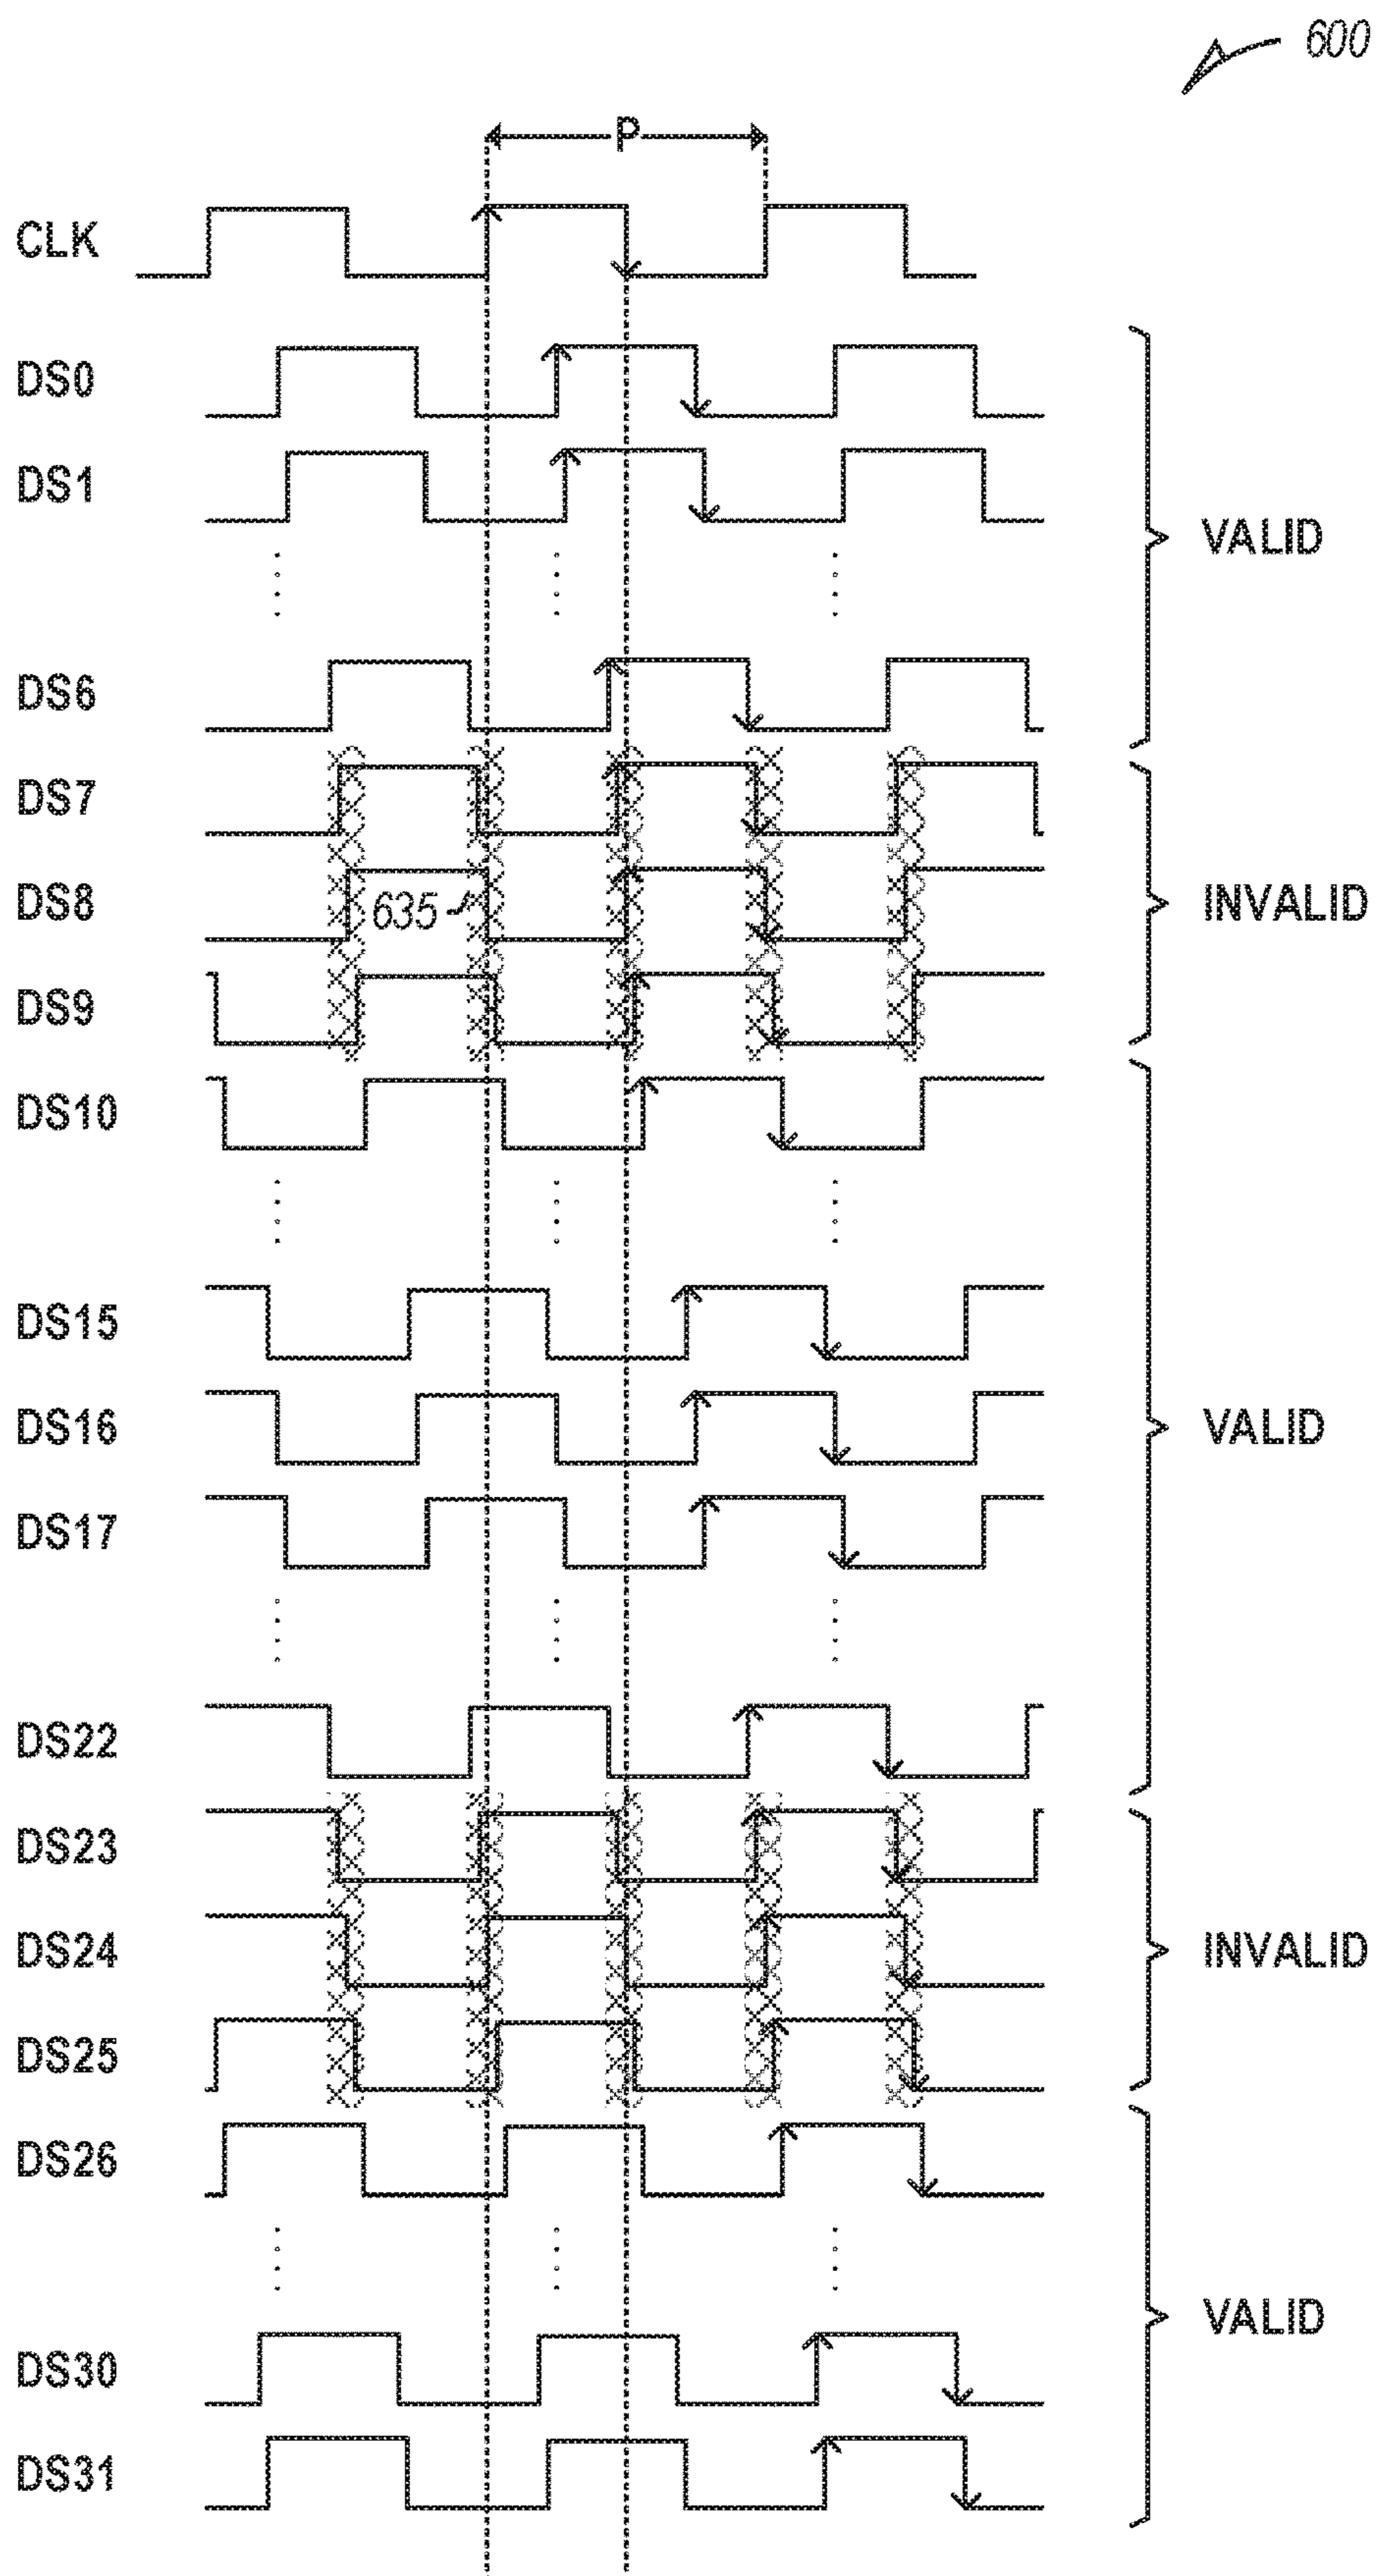 600
P
CLK
DS0
DS1
VALID
DS6
DS7
DS8
635
INVALID
DS9
DS10
DS15
DS16
VALID
DS17
DS22
DS23
DS24
INVALID
DS25
DS26
VALID
DS30
DS31